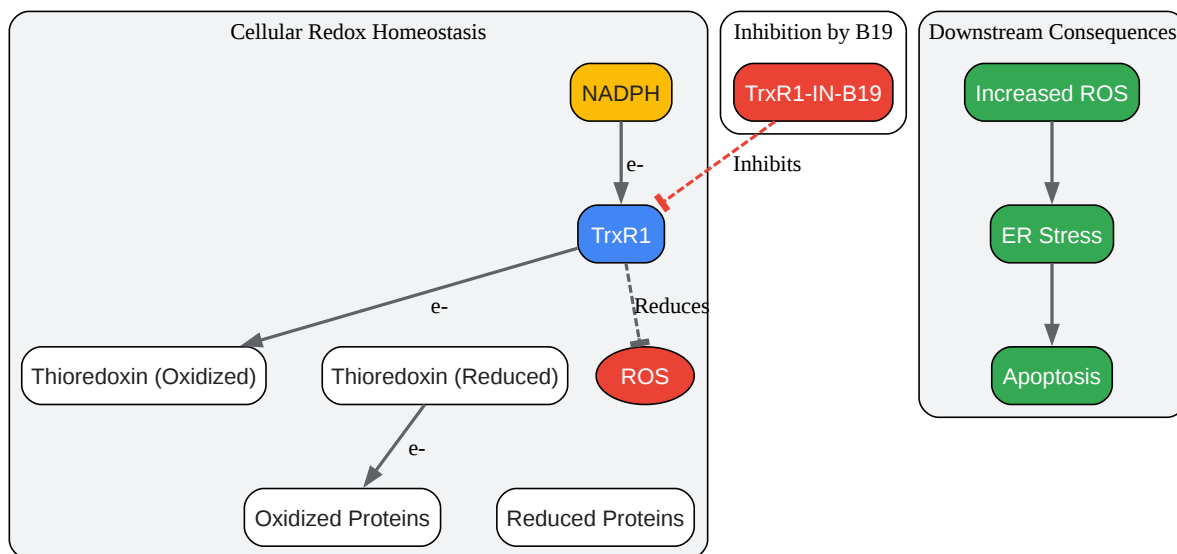 Cellular Redox Homeostasis
Inhibition by B19
Downstream Consequences
NADPH
TrxR1-IN-B19
Increased ROS
e-
Inhibits
TrxR1
ER Stress
e-
Reduces
Thioredoxin (Oxidized)
Thioredoxin (Reduced)
ROS
Apoptosis
e-
Oxidized Proteins
Reduced Proteins